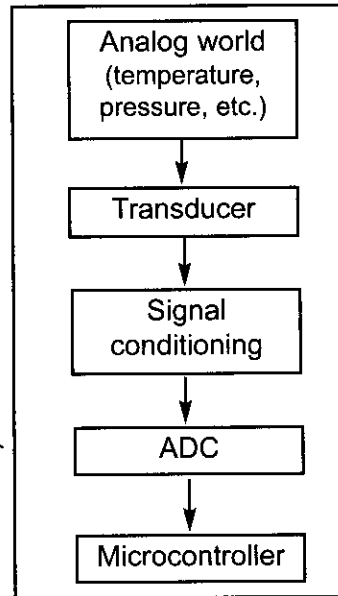 Analog world
(temperature,
pressure, etc.)
Transducer
Signal
conditioning
ADC
Microcontroller